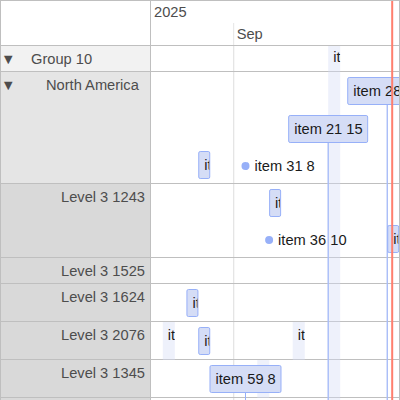 2025
Sep
▼ Group 10
it
▼ North America
item 28
item 21 15
it
item 31 8
Level 3 1243
it
item 36 10
it
Level 3 1525
Level 3 1624
it
Level 3 2076
it
it
it
Level 3 1345
item 59 8